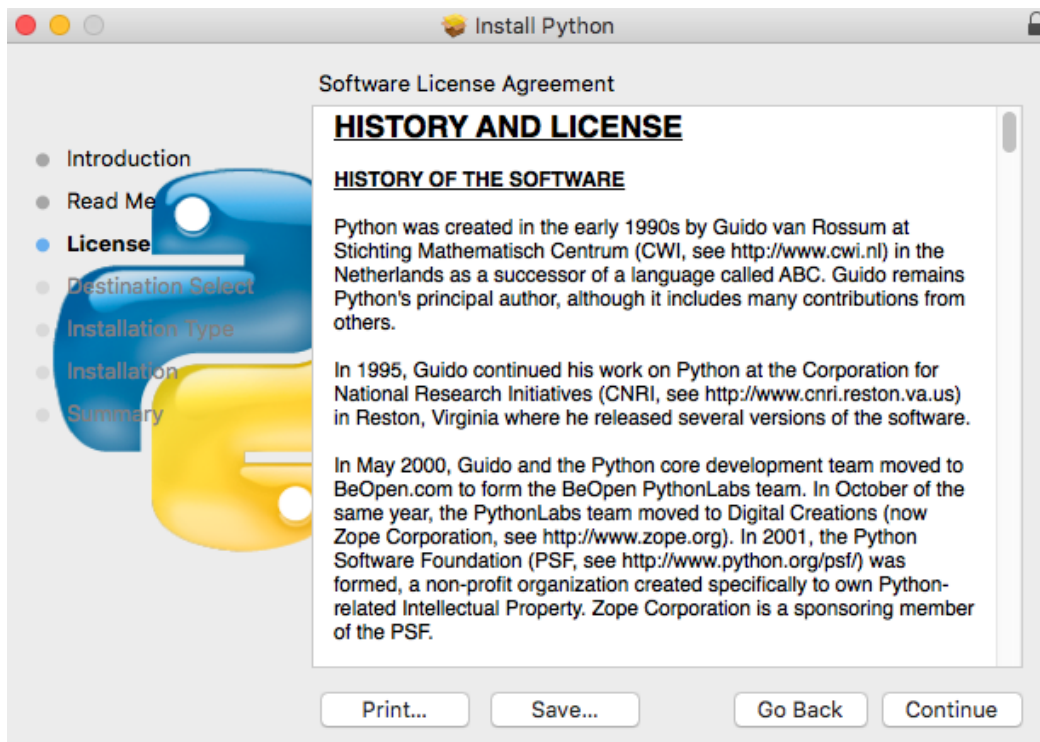 Install Python
Software License Agreement
Introduction
Read Me
License
Destination Select
Installation Type
Installation
Summary
HISTORY AND LICENSE
HISTORY OF THE SOFTWARE
Python was created in the early 1990s by Guido van Rossum at
Stichting Mathematisch Centrum (CWI, see http://www.cwi.nl) in the
Netherlands as a successor of a language called ABC. Guido remains
Python's principal author, although it includes many contributions from
others.
In 1995, Guido continued his work on Python at the Corporation for
National Research Initiatives (CNRI, see http://www.cnri.reston.va.us)
in Reston, Virginia where he released several versions of the software.
In May 2000, Guido and the Python core development team moved to
BeOpen.com to form the BeOpen PythonLabs team. In October of the
same year, the PythonLabs team moved to Digital Creations (now
Zope Corporation, see http://www.zope.org). In 2001, the Python
Software Foundation (PSF, see http://www.python.org/psf/) was
formed, a non-profit organization created specifically to own Python-
related Intellectual Property. Zope Corporation is a sponsoring member
of the PSF.
Print...
Save...
Go Back
Continue